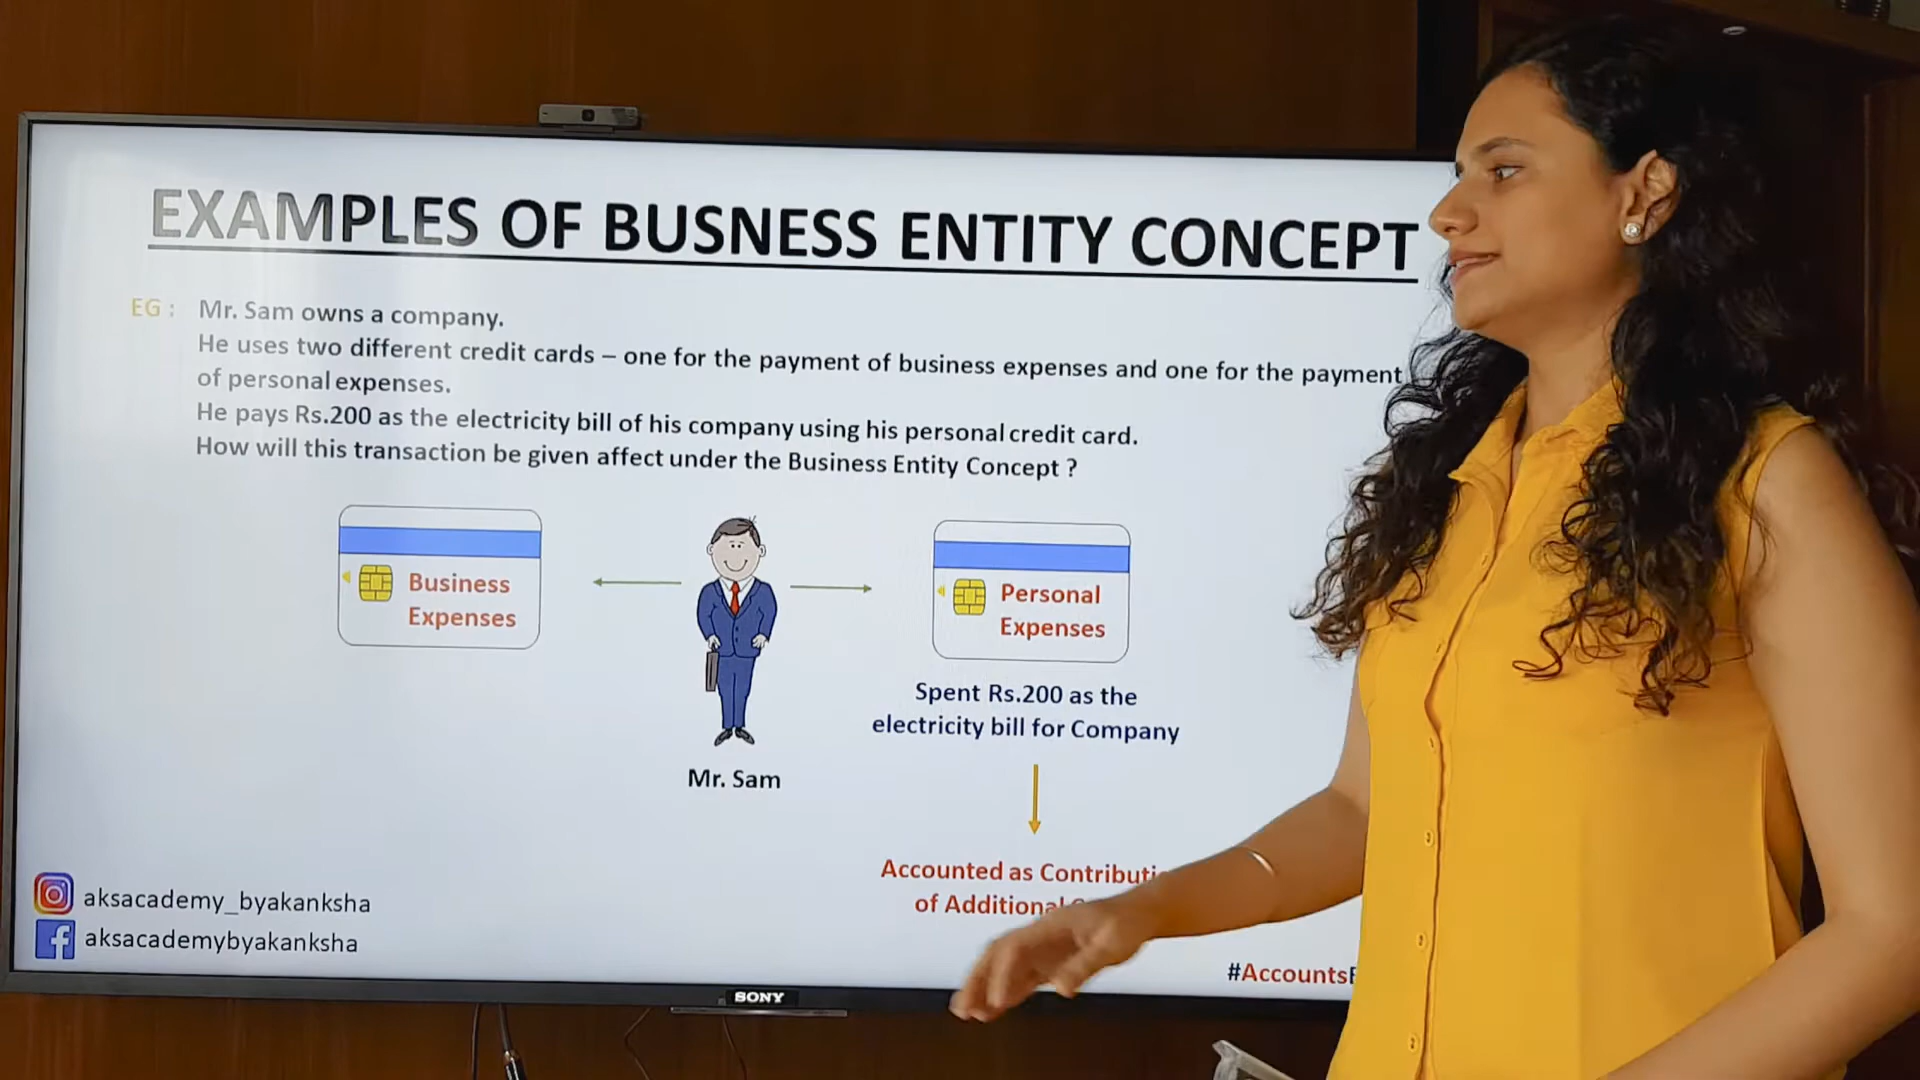 EXAMPLES OF BUSNESS ENTITY CONCEPT
EG : Mr. Sam owns a company.
He uses two different credit cards – one for the payment of business expenses and one for the payment
of personal expenses.
He pays Rs.200 as the electricity bill of his company using his personal credit card.
How will this transaction be given affect under the Business Entity Concept ?
Business
Expenses
Personal
Expenses
Spent Rs.200 as the
electricity bill for Company
Mr. Sam
Accounted as
of Additional
aksacademy_byakanksha
aksacademybyakanksha
SONY